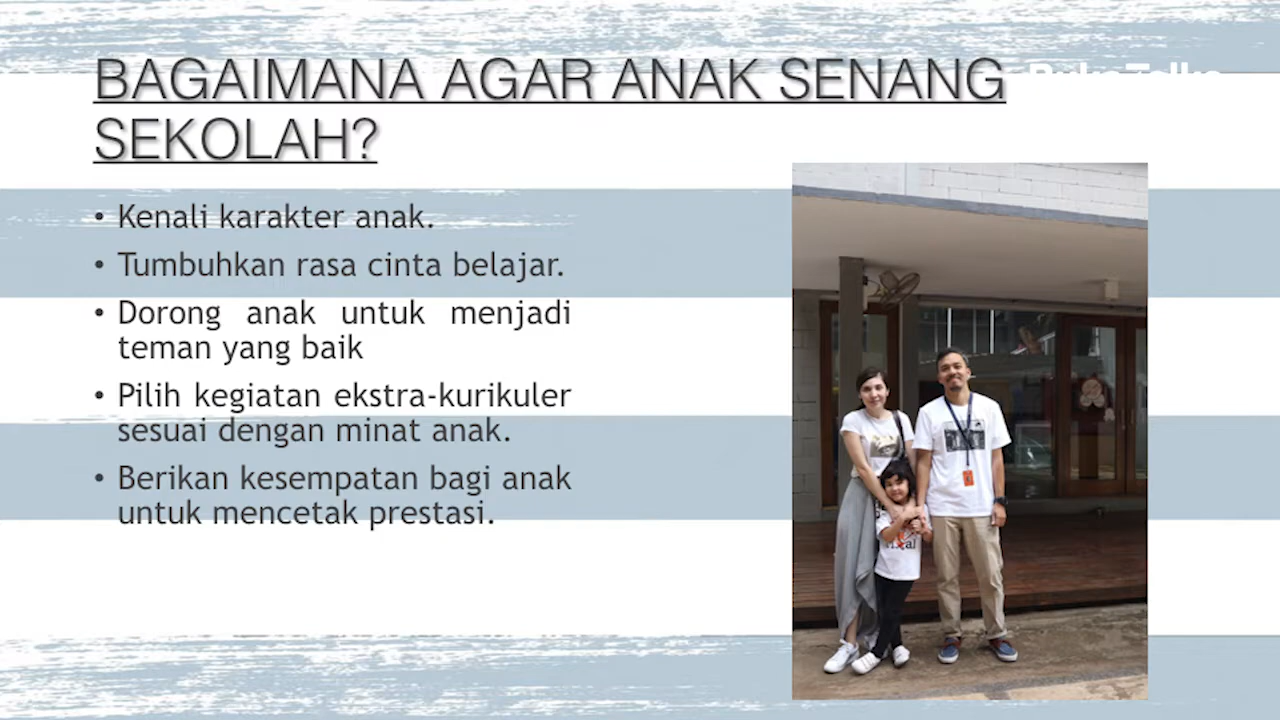 BAGAIMANA AGAR ANAK SENANG
SEKOLAH?
• Kenali karakter anak.
• Tumbuhkan rasa cinta belajar.
• Dorong anak untuk menjadi
teman yang baik
• Pilih kegiatan ekstra-kurikuler
sesuai dengan minat anak.
• Berikan kesempatan bagi anak
untuk mencetak prestasi.